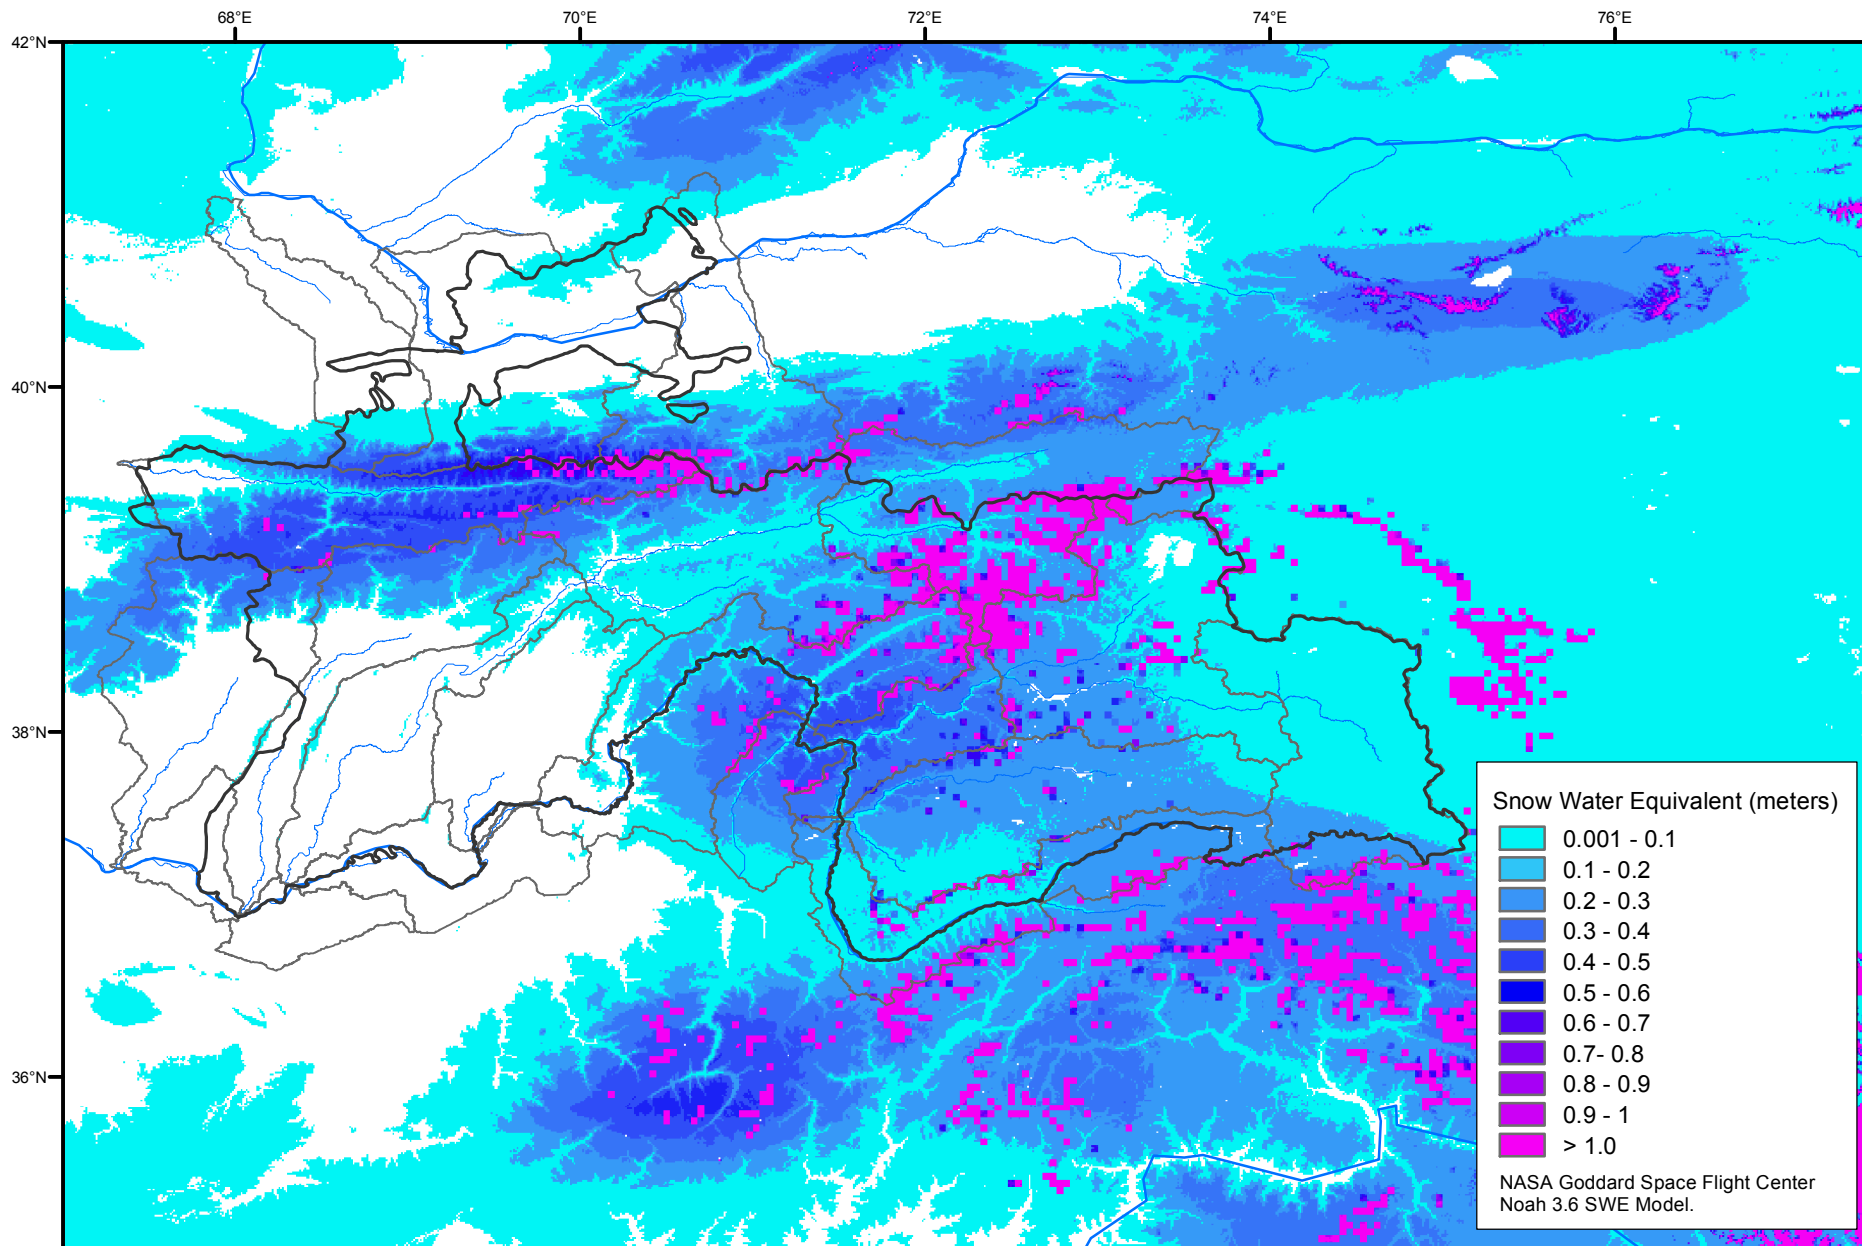 68°E 70°E 72°E 74°E 76°E
42°N
40°N
38°N
36°N
Snow Water Equivalent (meters)
0.001 - 0.1
0.1 - 0.2
0.2 - 0.3
0.3 - 0.4
0.4 - 0.5
0.5 - 0.6
0.6 - 0.7
0.7- 0.8
0.8 - 0.9
0.9 - 1
> 1.0
NASA Goddard Space Flight Center
Noah 3.6 SWE Model.